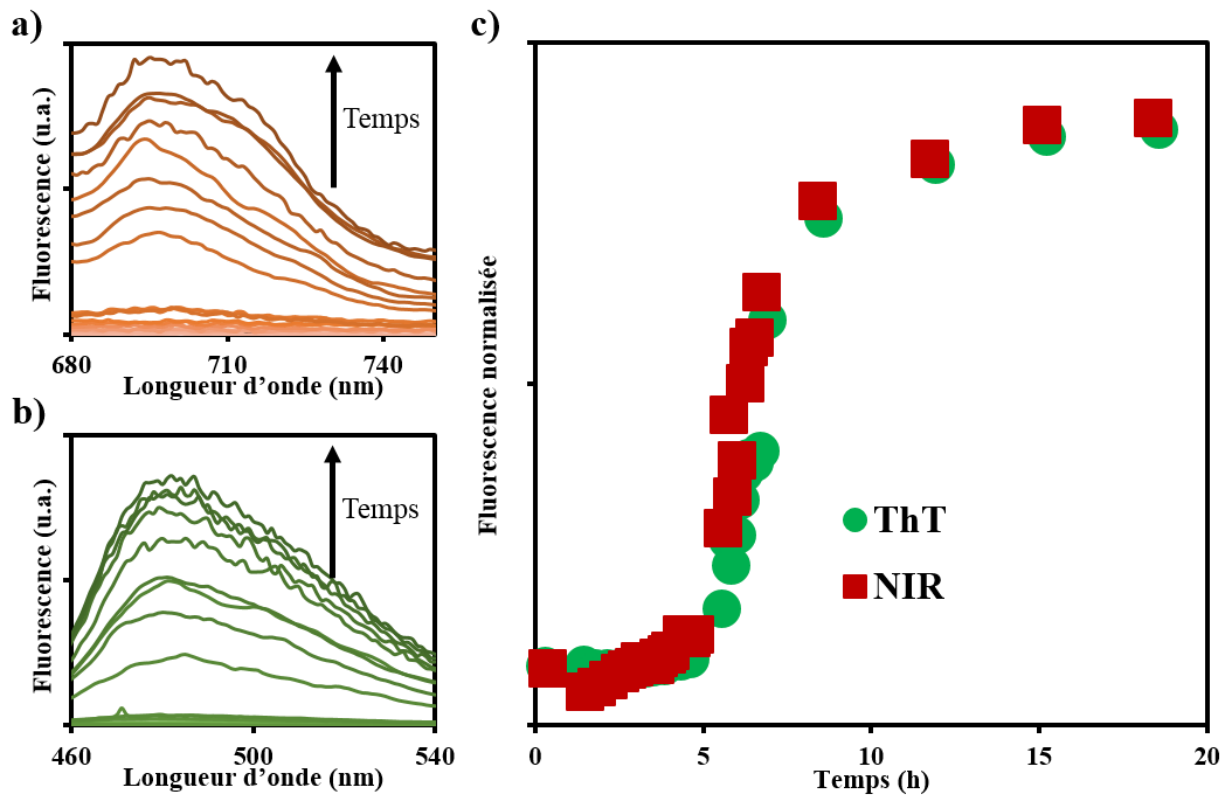 a)
Fluorescence (u.a.)
Temps
680
710
740
Longueur d’onde (nm)
b)
Fluorescence (u.a.)
Temps
460
500
540
Longueur d’onde (nm)
c)
Fluorescence normalisée
ThT
NIR
0
5
10
15
20
Temps (h)